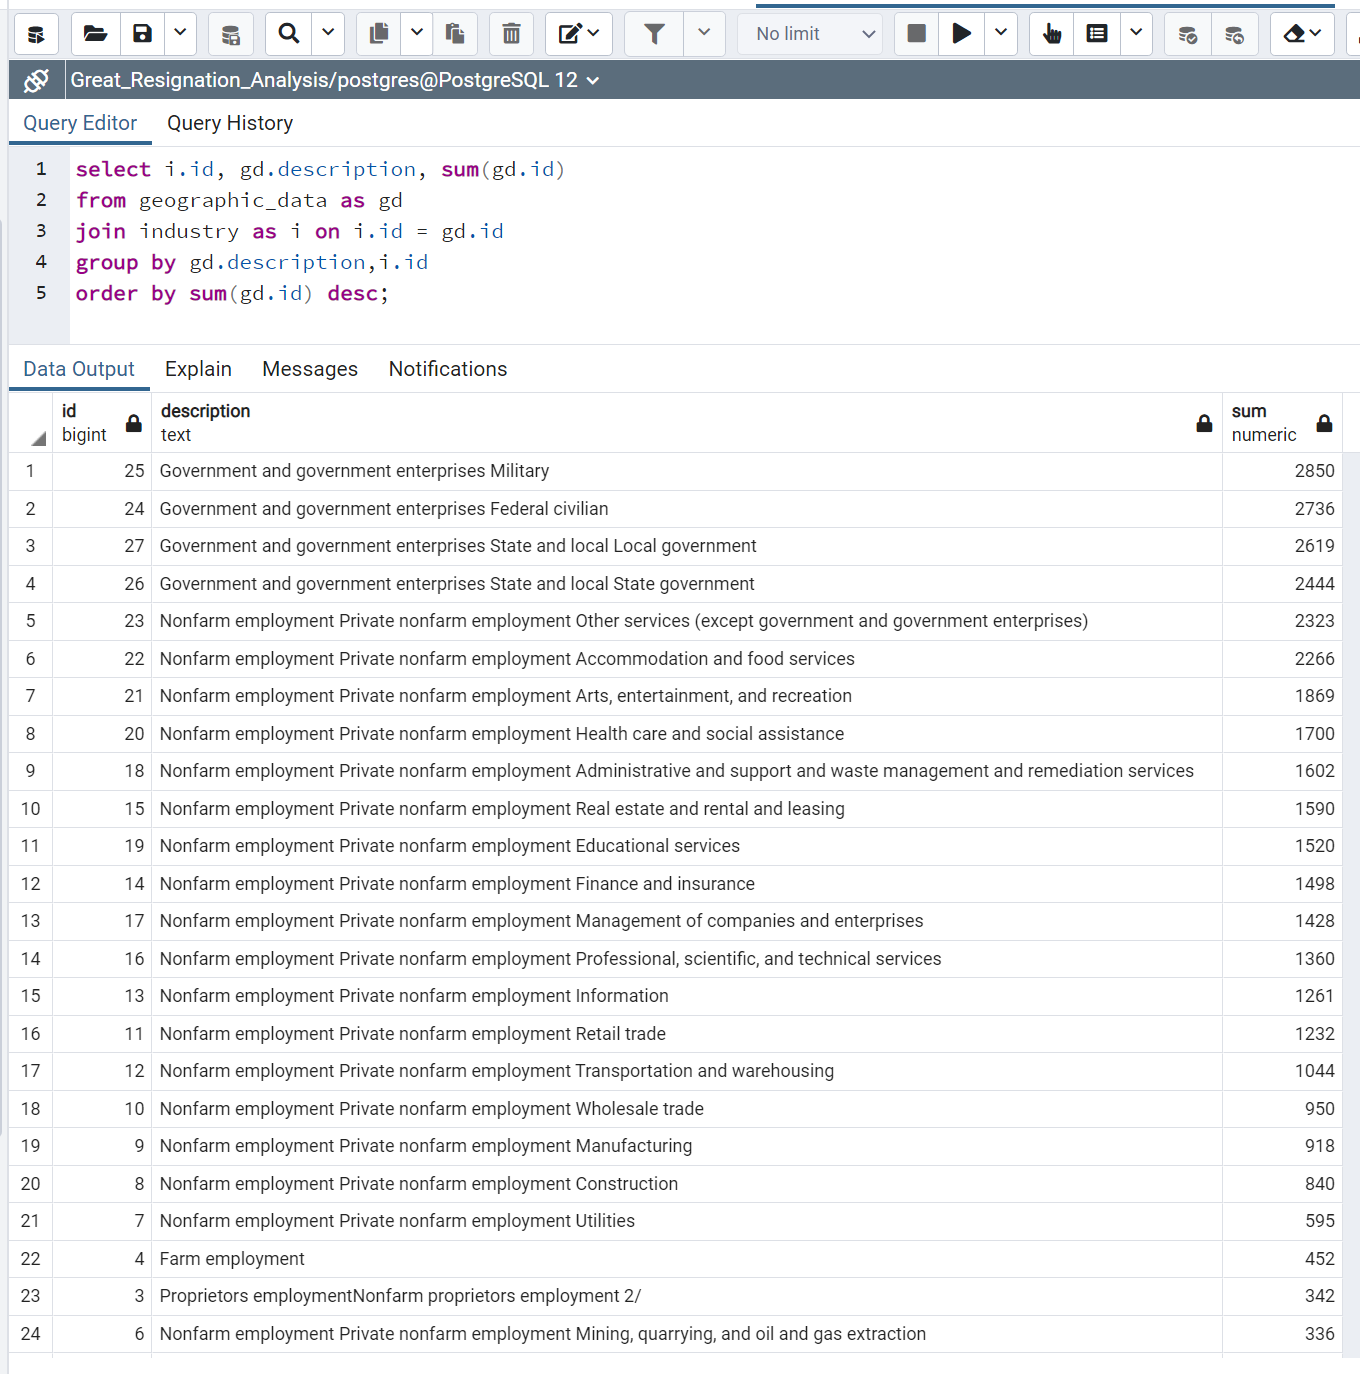 No limit
Great_Resignation_Analysis/postgres@PostgreSQL 12
Query Editor Query History
1 select i.id, gd.description, sum(gd.id)
2 from geographic_data as gd
3 join industry as i on i.id = gd.id
4 group by gd.description,i.id
5 order by sum(gd.id) desc;
Data Output Explain Messages Notifications
id description sum
bigint text numeric
1 25 Government and government enterprises Military 2850
2 24 Government and government enterprises Federal civilian 2736
3 27 Government and government enterprises State and local Local government 2619
4 26 Government and government enterprises State and local State government 2444
5 23 Nonfarm employment Private nonfarm employment Other services (except government and government enterprises) 2323
6 22 Nonfarm employment Private nonfarm employment Accommodation and food services 2266
7 21 Nonfarm employment Private nonfarm employment Arts, entertainment, and recreation 1869
8 20 Nonfarm employment Private nonfarm employment Health care and social assistance 1700
9 18 Nonfarm employment Private nonfarm employment Administrative and support and waste management and remediation services 1602
10 15 Nonfarm employment Private nonfarm employment Real estate and rental and leasing 1590
11 19 Nonfarm employment Private nonfarm employment Educational services 1520
12 14 Nonfarm employment Private nonfarm employment Finance and insurance 1498
13 17 Nonfarm employment Private nonfarm employment Management of companies and enterprises 1428
14 16 Nonfarm employment Private nonfarm employment Professional, scientific, and technical services 1360
15 13 Nonfarm employment Private nonfarm employment Information 1261
16 11 Nonfarm employment Private nonfarm employment Retail trade 1232
17 12 Nonfarm employment Private nonfarm employment Transportation and warehousing 1044
18 10 Nonfarm employment Private nonfarm employment Wholesale trade 950
19 9 Nonfarm employment Private nonfarm employment Manufacturing 918
20 8 Nonfarm employment Private nonfarm employment Construction 840
21 7 Nonfarm employment Private nonfarm employment Utilities 595
22 4 Farm employment 452
23 3 Proprietors employmentNonfarm proprietors employment 2/ 342
24 6 Nonfarm employment Private nonfarm employment Mining, quarrying, and oil and gas extraction 336